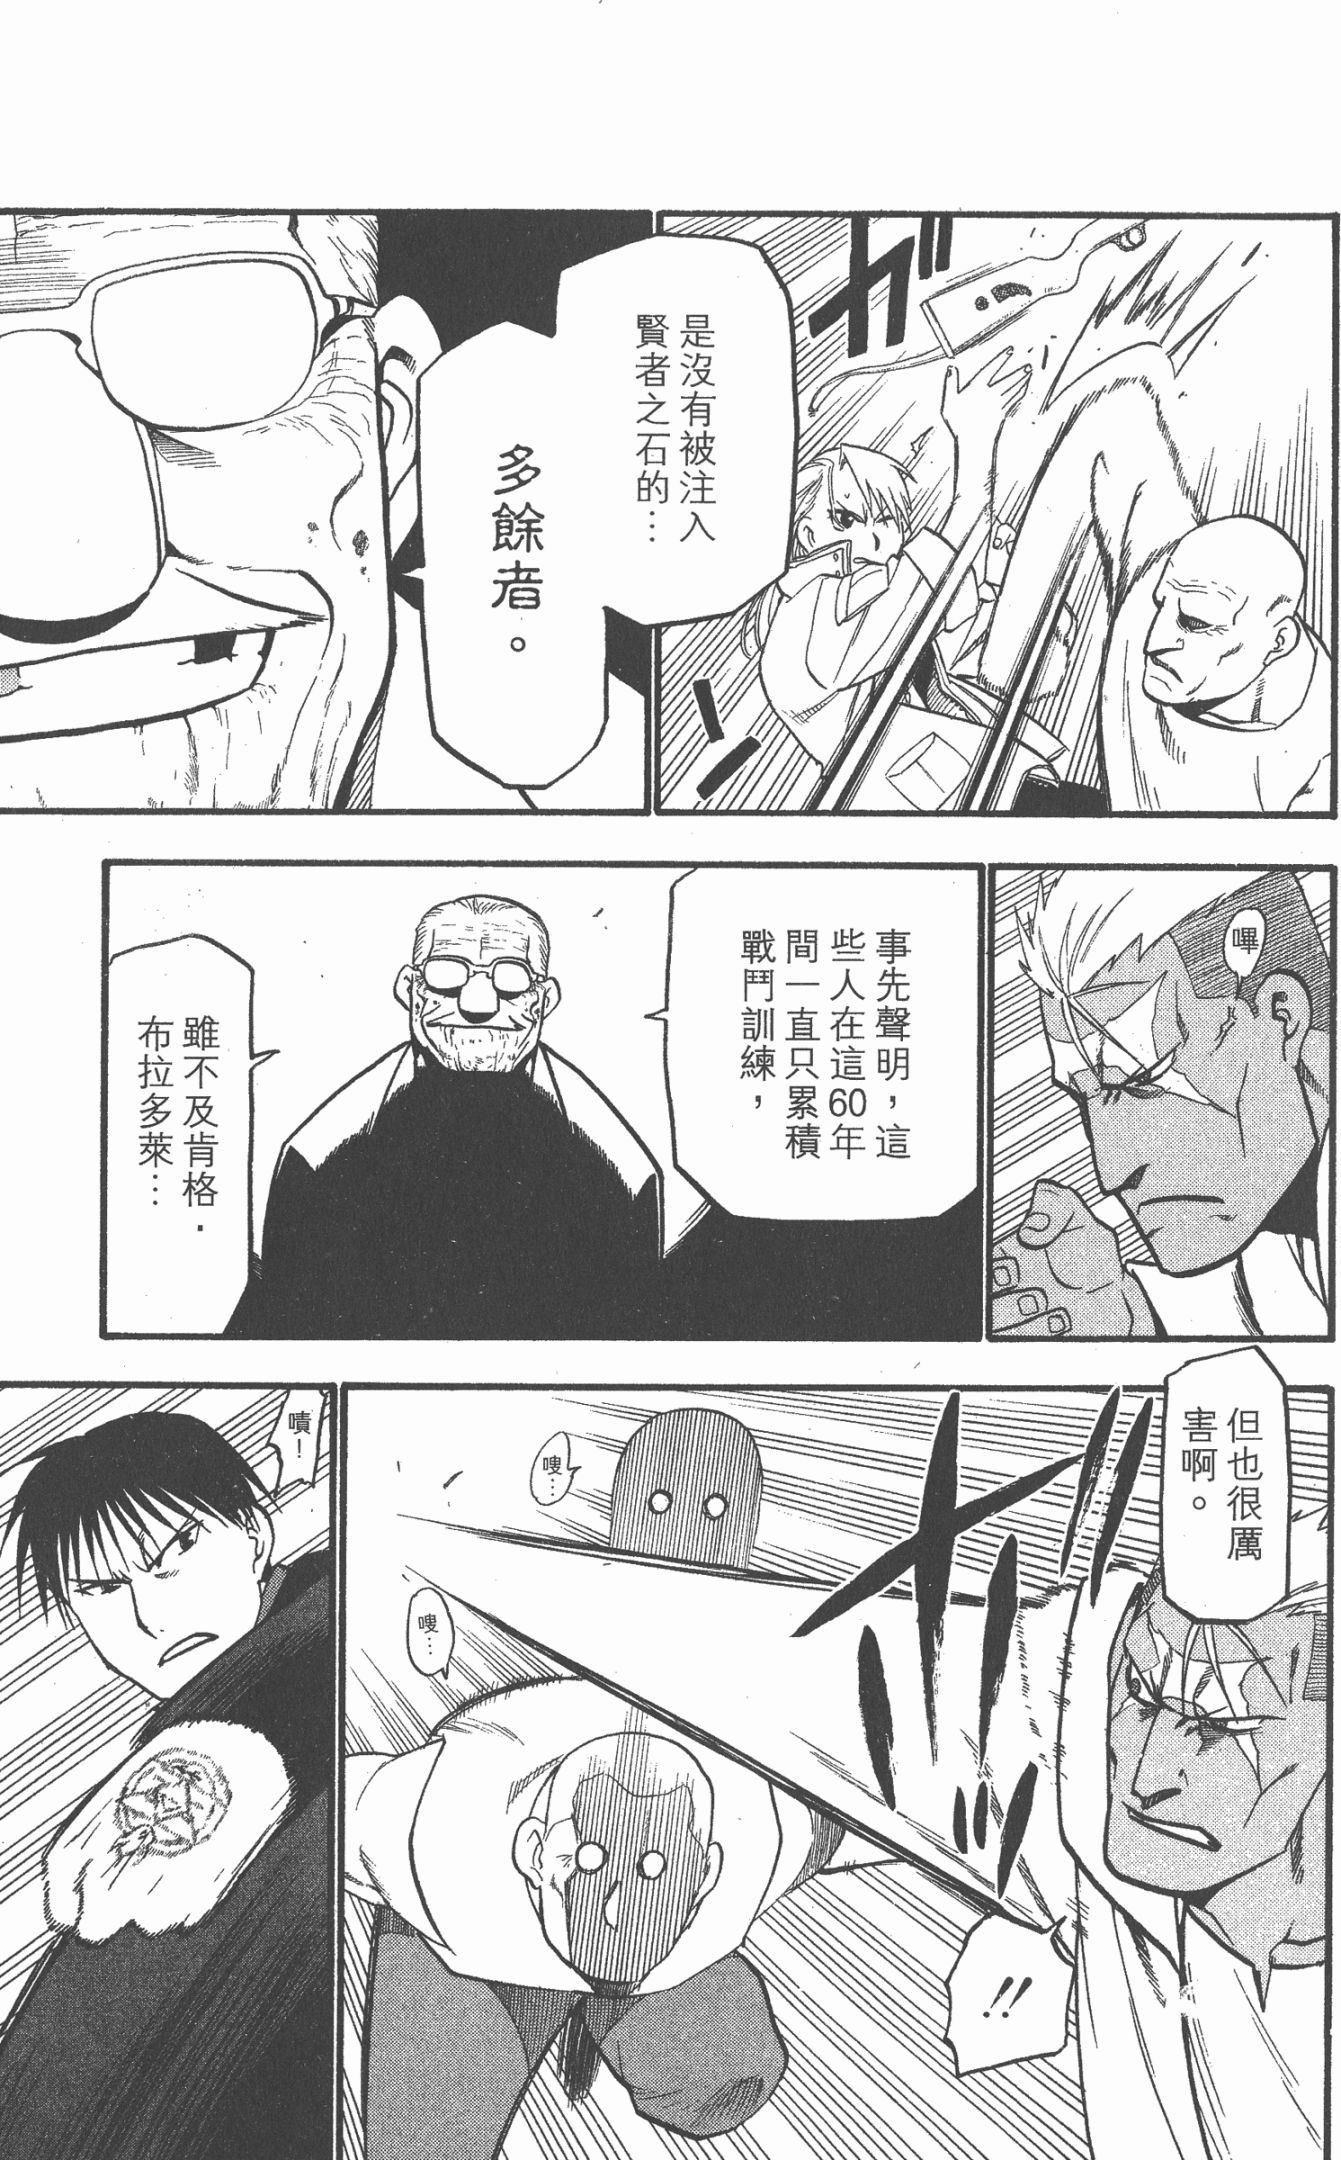 ガ
ン
是沒有被注入
賢者之石的…
多餘者。
嗶
事先聲明，這
些人在這60年
間一直只累積
戰鬥訓練，
雖不及肯格·
布拉多萊…
但也很厲
害啊。
!!
嗖…
嗖…
嘖！